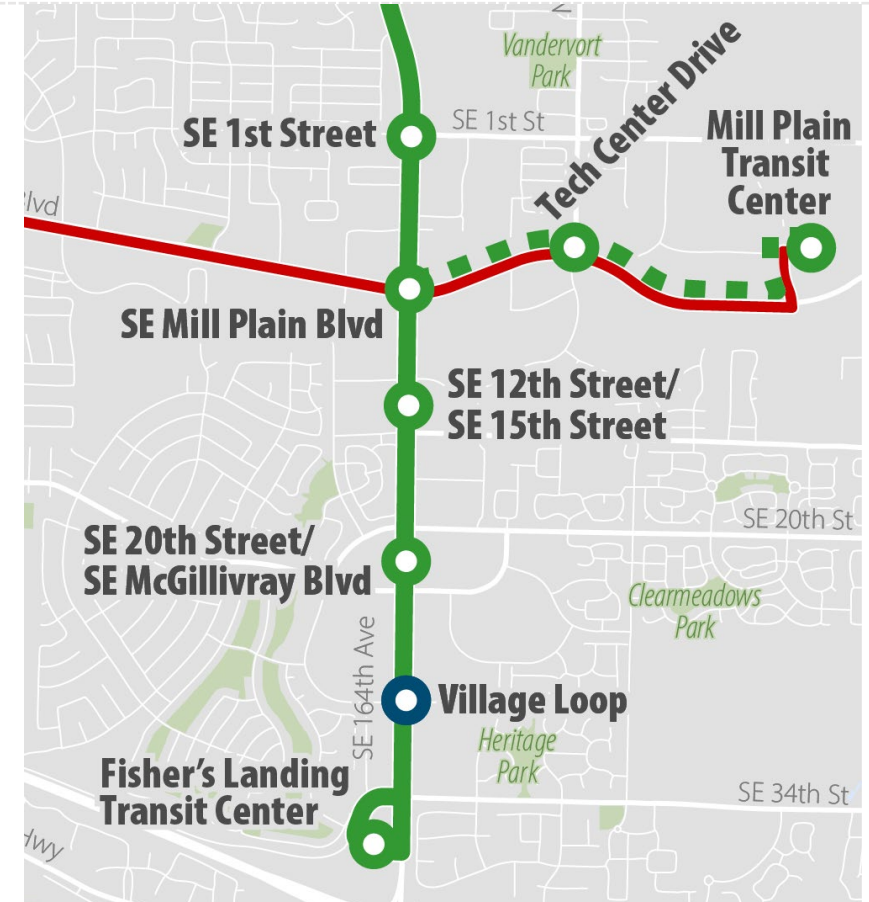 Vandervort
Park
Tech Center Drive
SE 1st Street
SE 1st St
Mill Plain
Transit
Center
lvd
SE Mill Plain Blvd
SE 12th Street/
SE 15th Street
SE 20th St
SE 20th Street/
SE McGillivray Blvd
Clearmeadows
Park
SE 164th Ave
Village Loop
Heritage
Park
Fisher's Landing
Transit Center
SE 34th St
Hwy